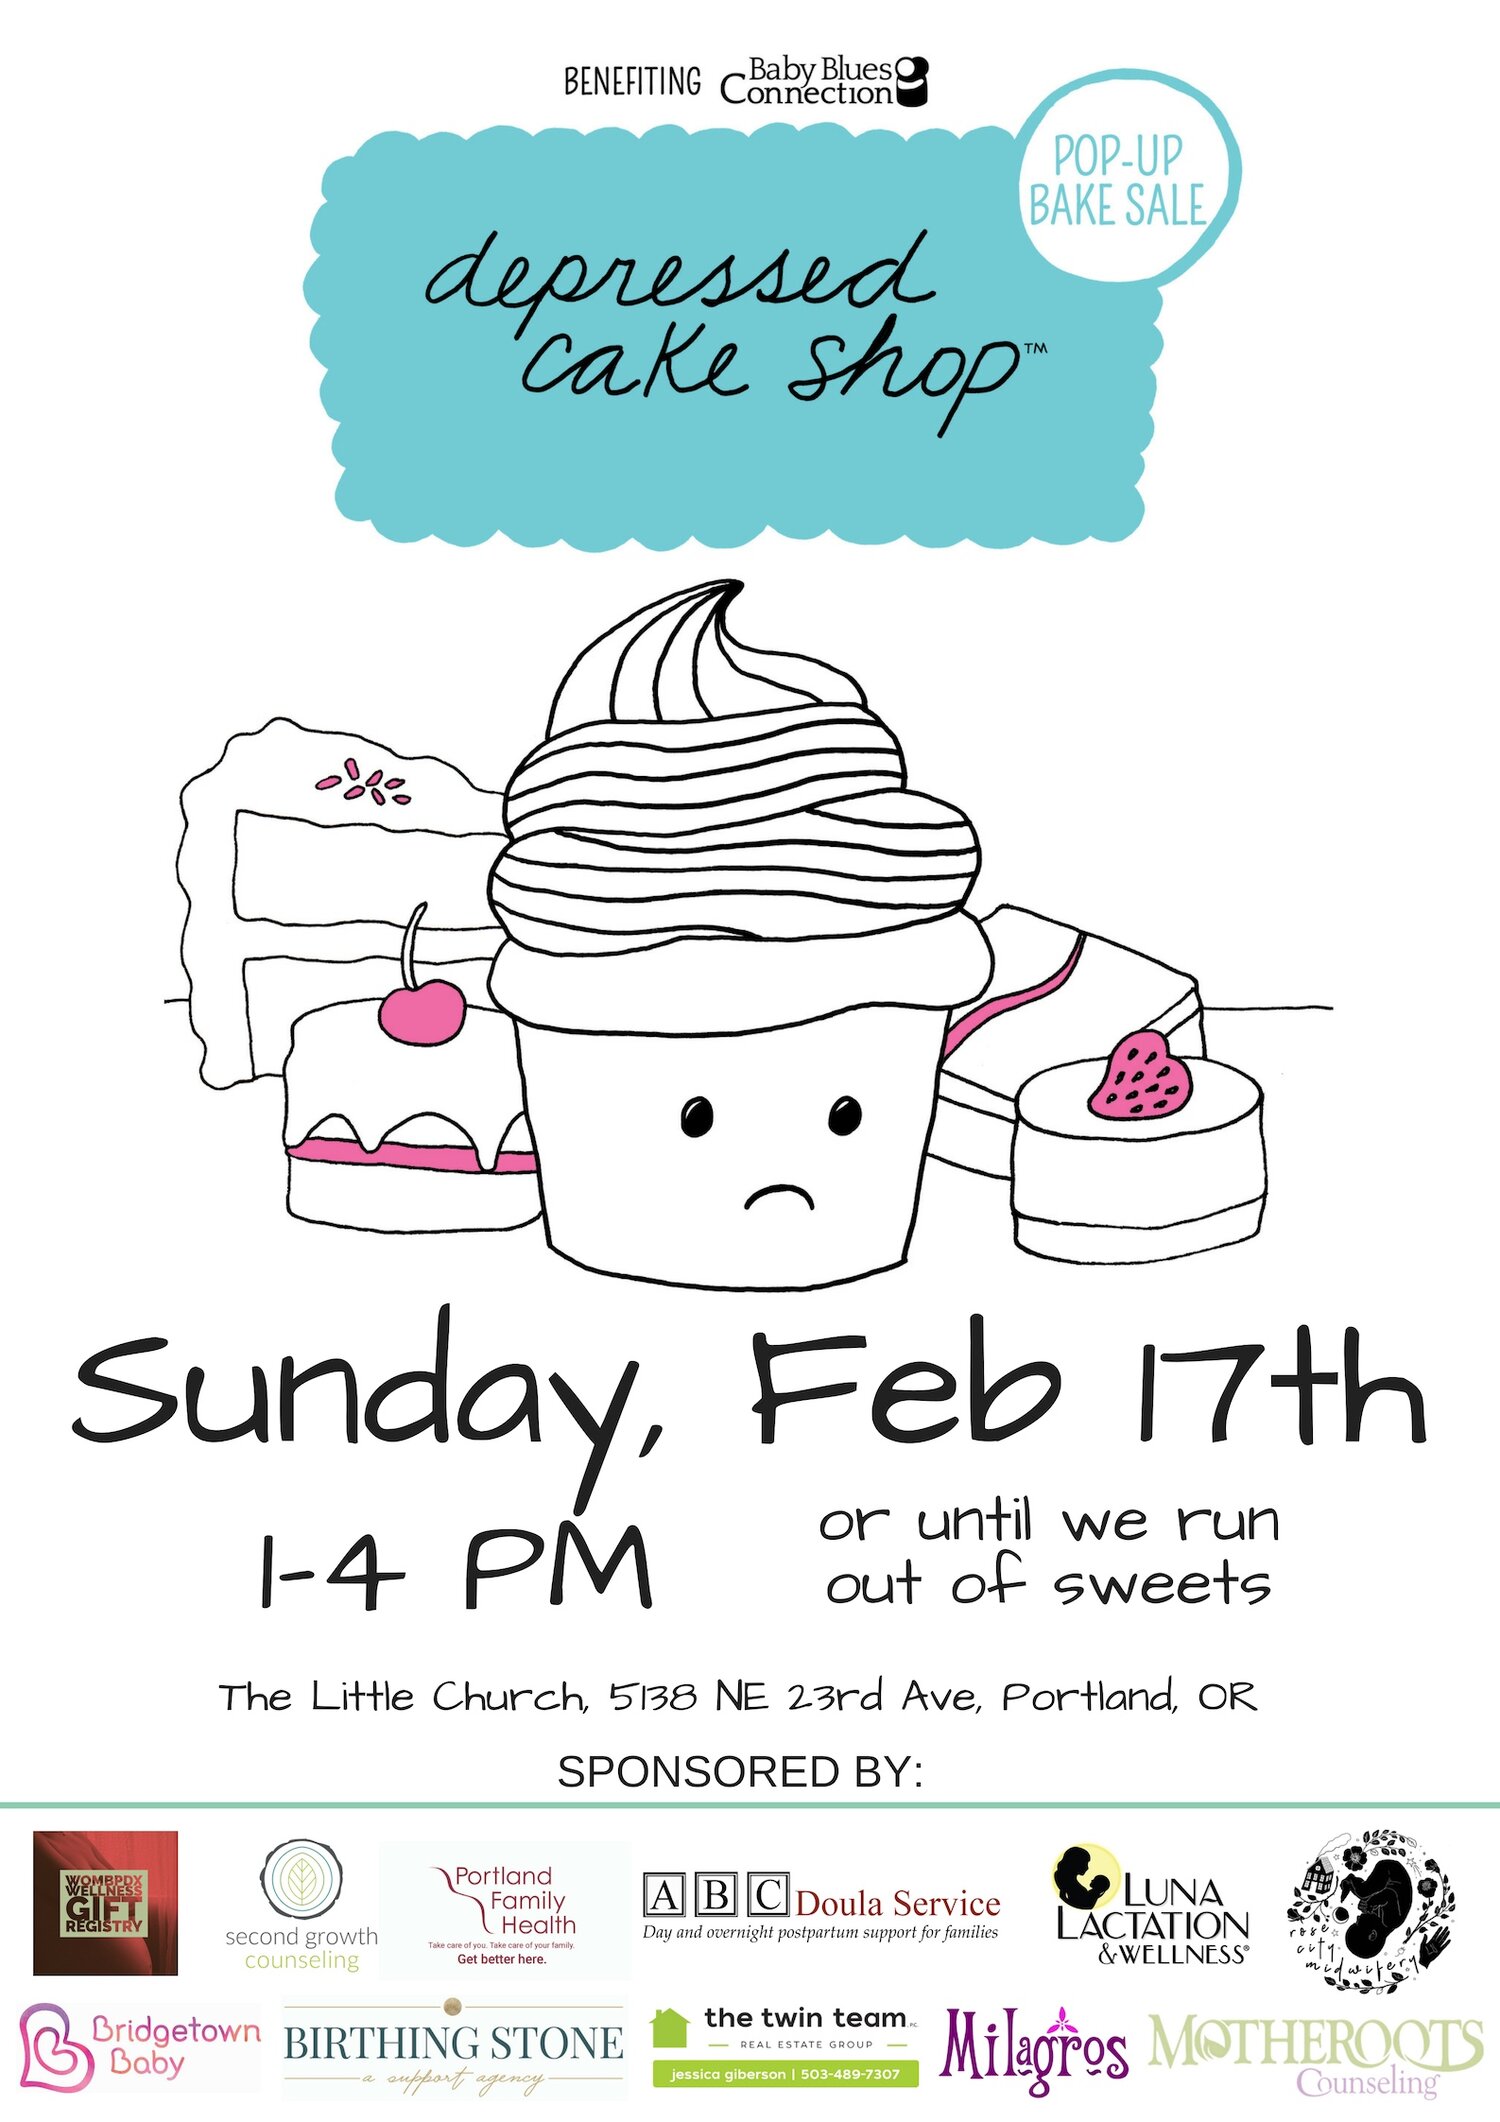 BENEFITING Baby Blues Connection
POP-UP
BAKE SALE
depressed
cake shop™
Sunday, Feb 17th
1-4 PM
or until we run
out of sweets
The Little Church, 5138 NE 23rd Ave, Portland, OR
SPONSORED BY:
WOMBPDX
WELLNESS
GIFT
REGISTRY
second growth
counseling
Portland
Family
Health
Take care of you. Take care of your family.
Get better here.
A B C Doula Service
Day and overnight postpartum support for families
LUNA
LACTATION
& WELLNESS®
rose
city
midwifery
Bridgetown
Baby
BIRTHING STONE
a support agency
the twin team P.C.
REAL ESTATE GROUP
jessica giberson | 503-489-7307
Milagros
MOTHEROOTS
Counseling